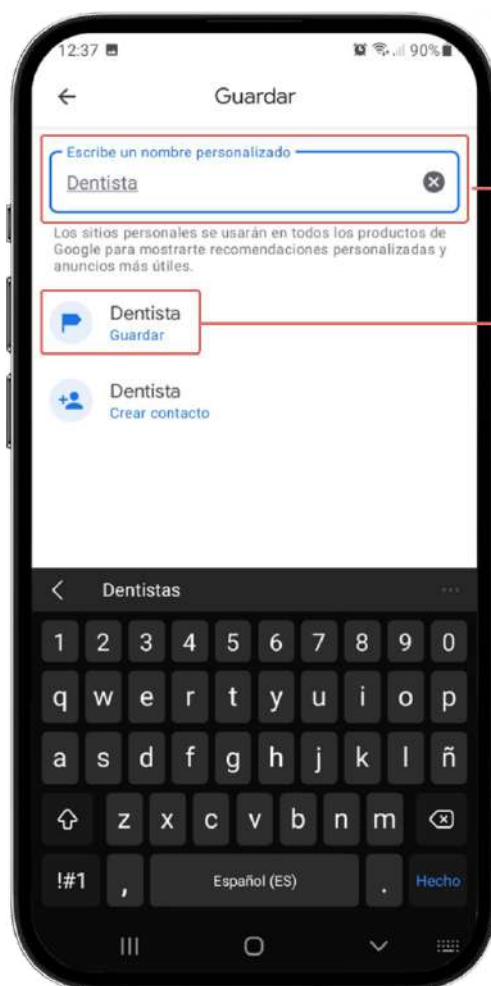 12:37 90%
Guardar
Escribe un nombre personalizado
Dentista
Los sitios personales se usarán en todos los productos de
Google para mostrarte recomendaciones personalizadas y
anuncios más útiles.
Dentista
Guardar
Dentista
Crear contacto
Dentistas
1 2 3 4 5 6 7 8 9 0
q w e r t y u i o p
a s d f g h j k l ñ
z x c v b n m
!#1 , Español (ES) . Hecho